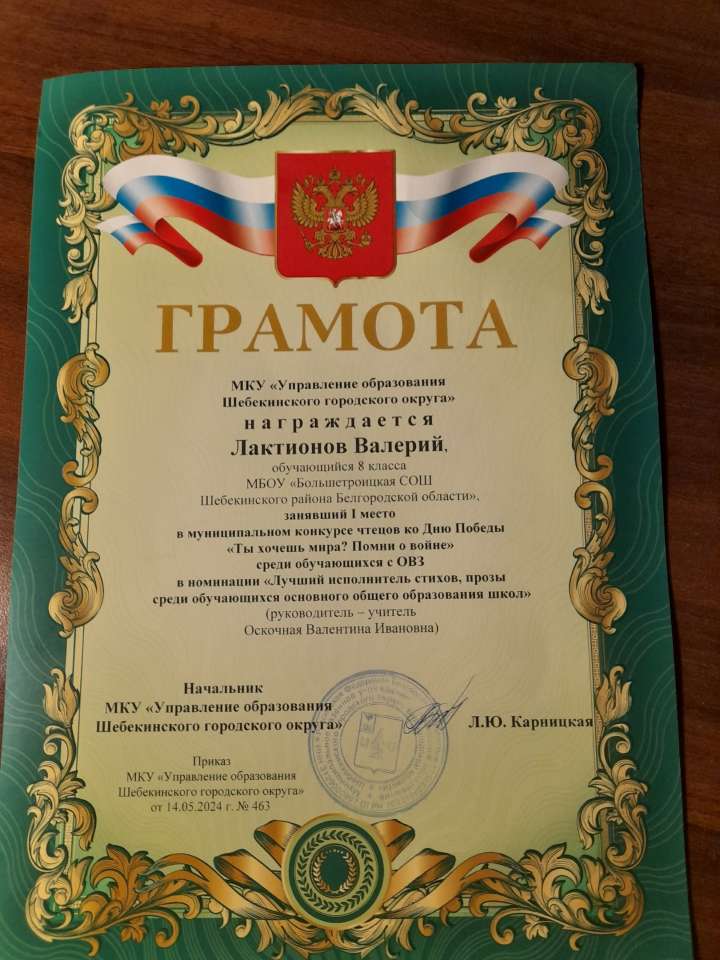 ГРАМОТА
МКУ «Управление образования
Шебекинского городского округа»
награждается
Лактионов Валерий,
обучающийся 8 класса
МБОУ «Большетроицкая СОШ
Шебекинского района Белгородской области»,
занявший I место
в муниципальном конкурсе чтецов ко Дню Победы
«Ты хочешь мира? Помни о войне»
среди обучающихся с ОВЗ
в номинации «Лучший исполнитель стихов, прозы
среди обучающихся основного общего образования школ»
(руководитель – учитель
Оскочная Валентина Ивановна)
Начальник
МКУ «Управление образования
Шебекинского городского округа»
Л.Ю. Карницкая
Приказ
МКУ «Управление образования
Шебекинского городского округа»
от 14.05.2024 г. № 463